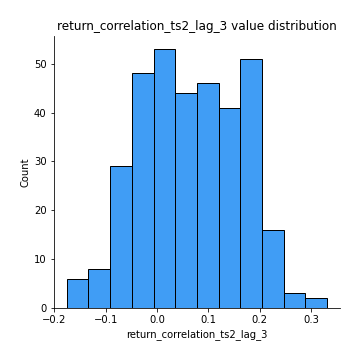 return_correlation_ts2_lag_3 value distribution
Count
50
40
30
20
10
0
−0.2 −0.1 0.0 0.1 0.2 0.3
return_correlation_ts2_lag_3